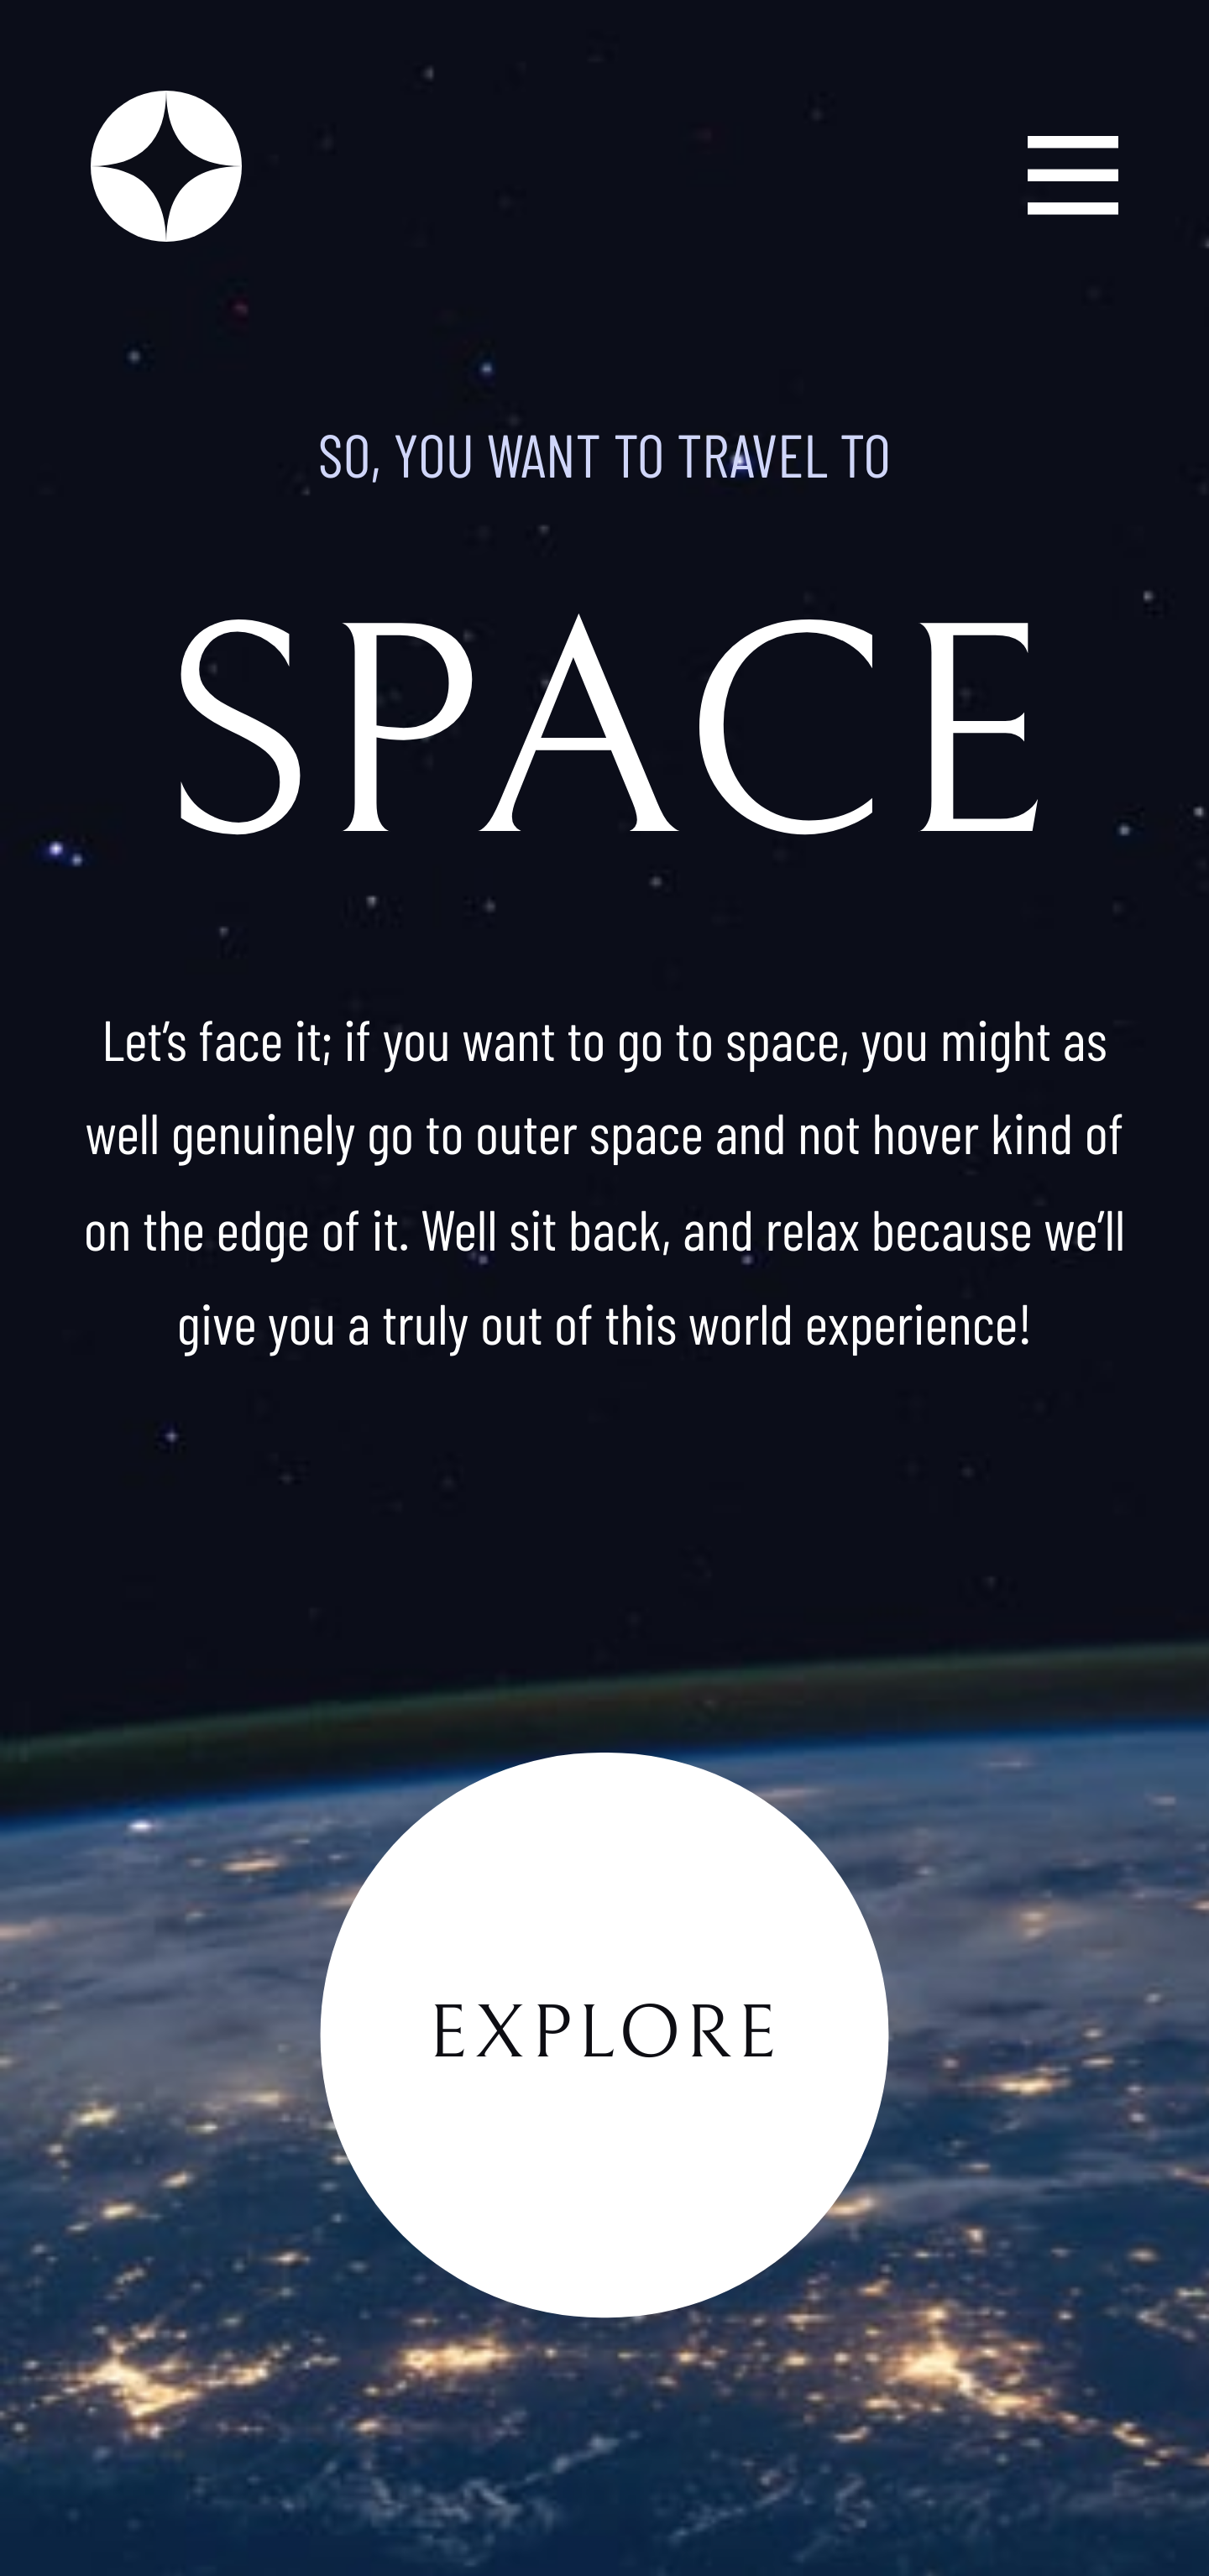 SO, YOU WANT TO TRAVEL TO
SPACE
Let’s face it; if you want to go to space, you might as
well genuinely go to outer space and not hover kind of
on the edge of it. Well sit back, and relax because we’ll
give you a truly out of this world experience!
EXPLORE